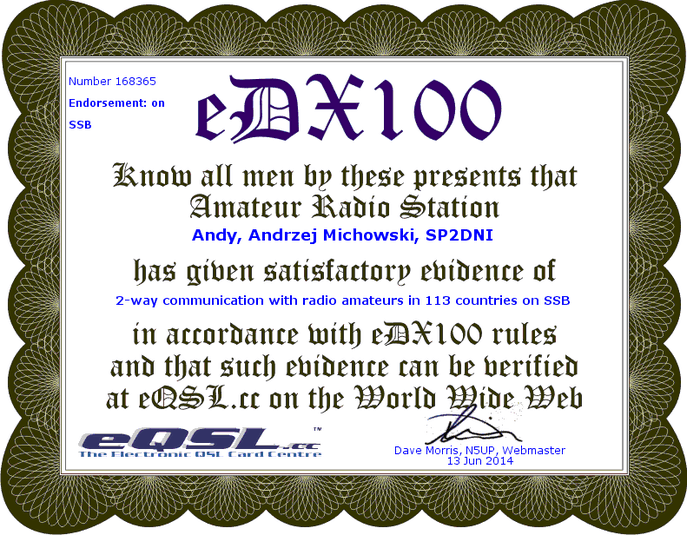 Number 168365
Endorsement: on
SSB
eDX100
Know all men by these presents that
Amateur Radio Station
Andy, Andrzej Michowski, SP2DNI
has given satisfactory evidence of
2-way communication with radio amateurs in 113 countries on SSB
in accordance with eDX100 rules
and that such evidence can be verified
at eQSL.cc on the World Wide Web
eQSL.cc™
The Electronic QSL Card Centre
Dave Morris, N5UP, Webmaster
13 Jun 2014